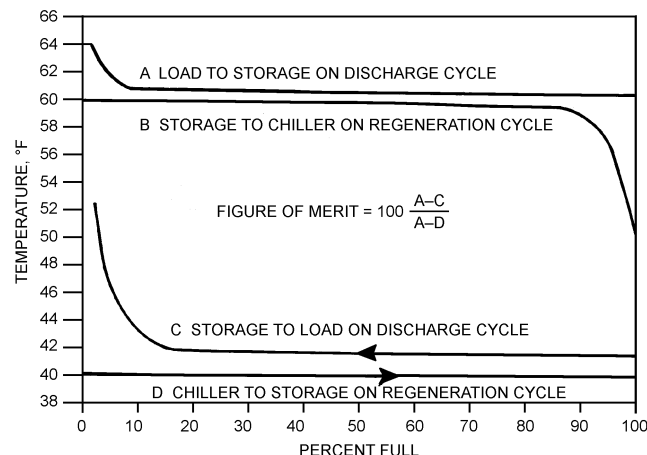 66
64
62
60
58
56
54
52
50
48
46
44
42
40
38
TEMPERATURE, °F
A LOAD TO STORAGE ON DISCHARGE CYCLE
B STORAGE TO CHILLER ON REGENERATION CYCLE
FIGURE OF MERIT = 100 A–C
A–D
C STORAGE TO LOAD ON DISCHARGE CYCLE
D CHILLER TO STORAGE ON REGENERATION CYCLE
0 10 20 30 40 50 60 70 80 90 100
PERCENT FULL